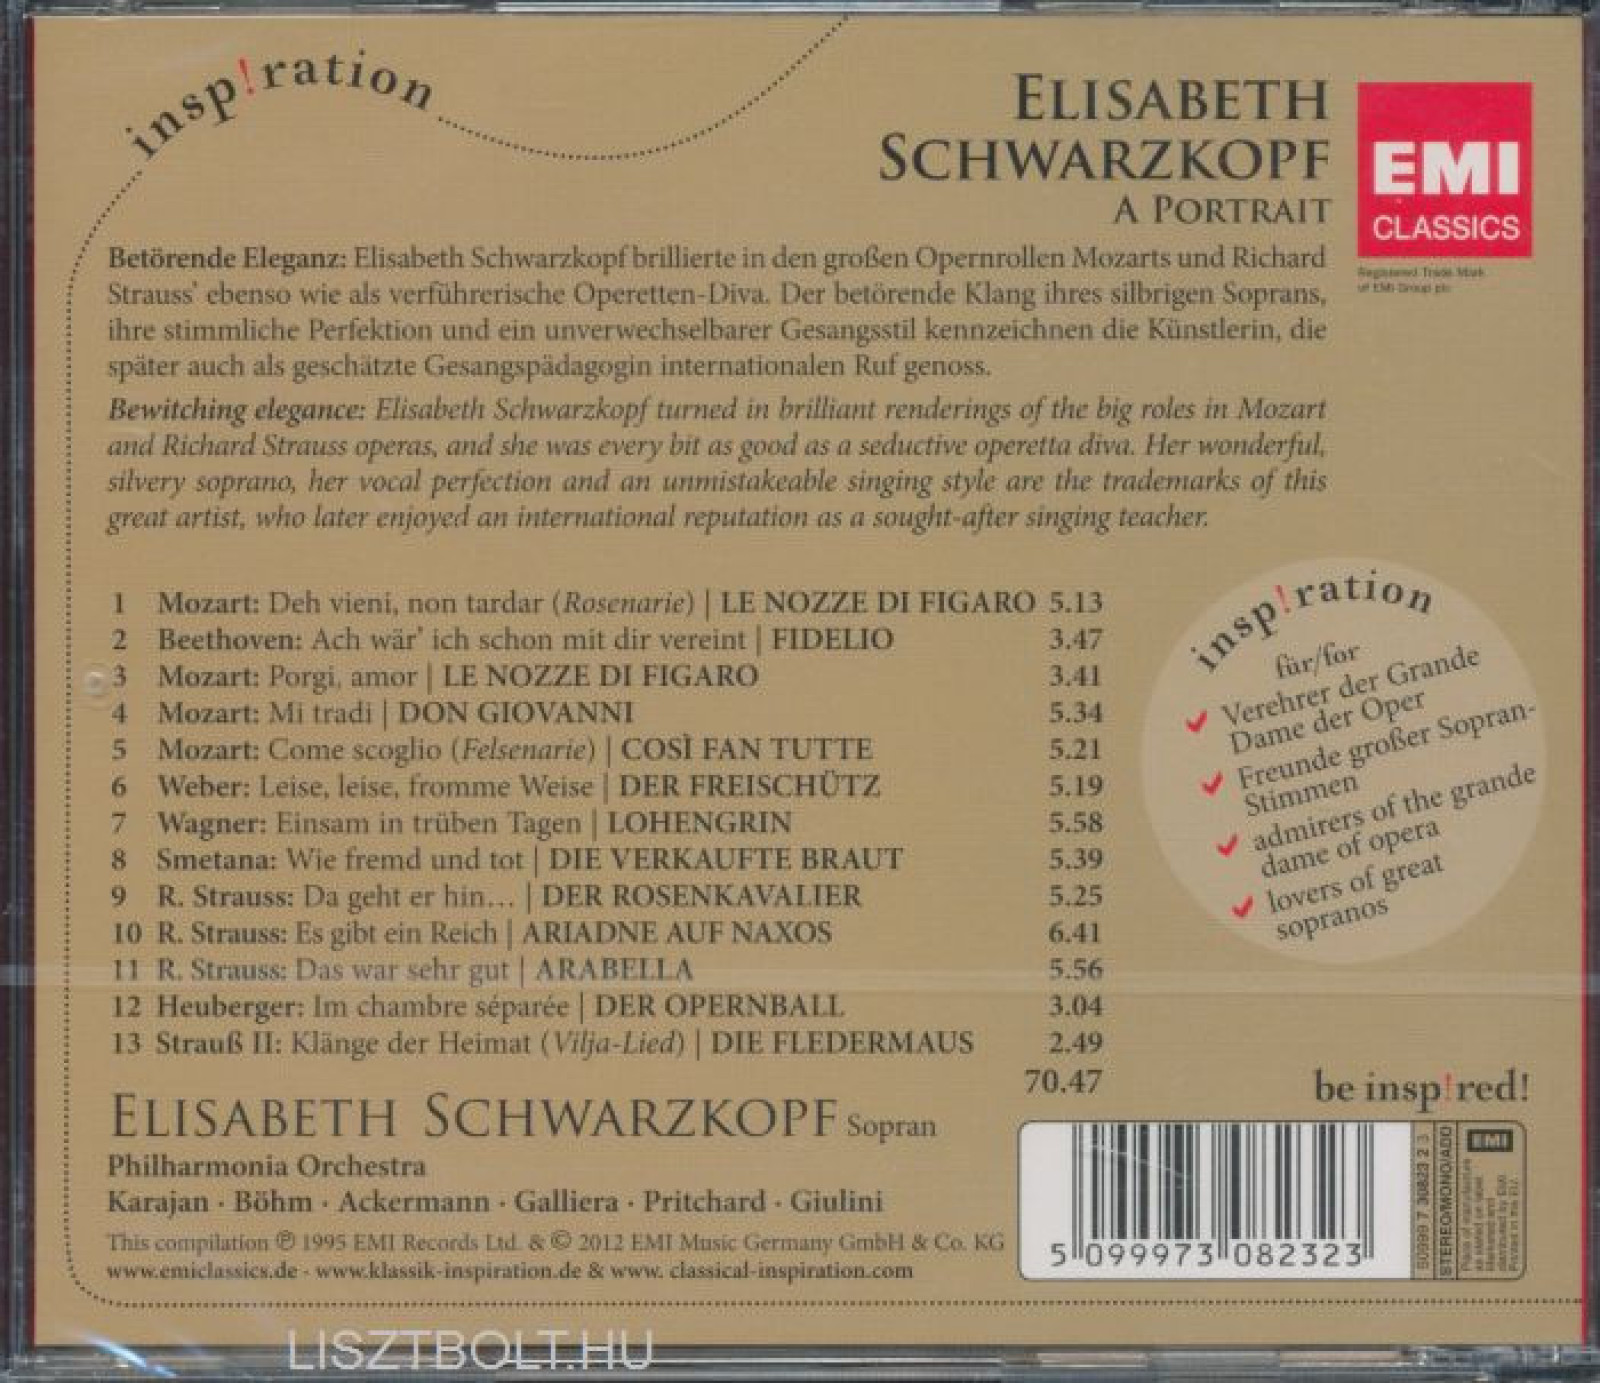 insp!ration
ELISABETH
SCHWARZKOPF
A PORTRAIT
EMI
CLASSICS
Registered Trade Mark
of EMI Group plc
Betörende Eleganz: Elisabeth Schwarzkopf brillierte in den großen Opernrollen Mozarts und Richard
Strauss' ebenso wie als verführerische Operetten-Diva. Der betörende Klang ihres silbrigen Soprans,
ihre stimmliche Perfektion und ein unverwechselbarer Gesangsstil kennzeichnen die Künstlerin, die
später auch als geschätzte Gesangspädagogin internationalen Ruf genoss.
Bewitching elegance: Elisabeth Schwarzkopf turned in brilliant renderings of the big roles in Mozart
and Richard Strauss operas, and she was every bit as good as a seductive operetta diva. Her wonderful,
silvery soprano, her vocal perfection and an unmistakeable singing style are the trademarks of this
great artist, who later enjoyed an international reputation as a sought-after singing teacher.
1 Mozart: Deh vieni, non tardar (Rosenarie) | LE NOZZE DI FIGARO 5.13
2 Beethoven: Ach wär' ich schon mit dir vereint | FIDELIO 3.47
3 Mozart: Porgi, amor | LE NOZZE DI FIGARO 3.41
4 Mozart: Mi tradi | DON GIOVANNI 5.34
5 Mozart: Come scoglio (Felsenarie) | COSÌ FAN TUTTE 5.21
6 Weber: Leise, leise, fromme Weise | DER FREISCHÜTZ 5.19
7 Wagner: Einsam in trüben Tagen | LOHENGRIN 5.58
8 Smetana: Wie fremd und tot | DIE VERKAUFTE BRAUT 5.39
9 R. Strauss: Da geht er hin... | DER ROSENKAVALIER 5.25
10 R. Strauss: Es gibt ein Reich | ARIADNE AUF NAXOS 6.41
11 R. Strauss: Das war sehr gut | ARABELLA 5.56
12 Heuberger: Im chambre séparée | DER OPERNBALL 3.04
13 Strauß II: Klänge der Heimat (Vilja-Lied) | DIE FLEDERMAUS 2.49
70.47
insp!ration
für/for
Verehrer der Grande
Dame der Oper
Freunde großer Sopran-
Stimmen
admirers of the grande
dame of opera
lovers of great
sopranos
be insp!red!
ELISABETH SCHWARZKOPF Sopran
Philharmonia Orchestra
Karajan · Böhm · Ackermann · Galliera · Pritchard · Giulini
This compilation ℗ 1995 EMI Records Ltd. & © 2012 EMI Music Germany GmbH & Co. KG
www.emiclassics.de - www.klassik-inspiration.de & www. classical-inspiration.com
5 099973 082323
50999 7 30823 2 3
STEREO/MONO/ADD
EMI
LISZTBOLT.HU